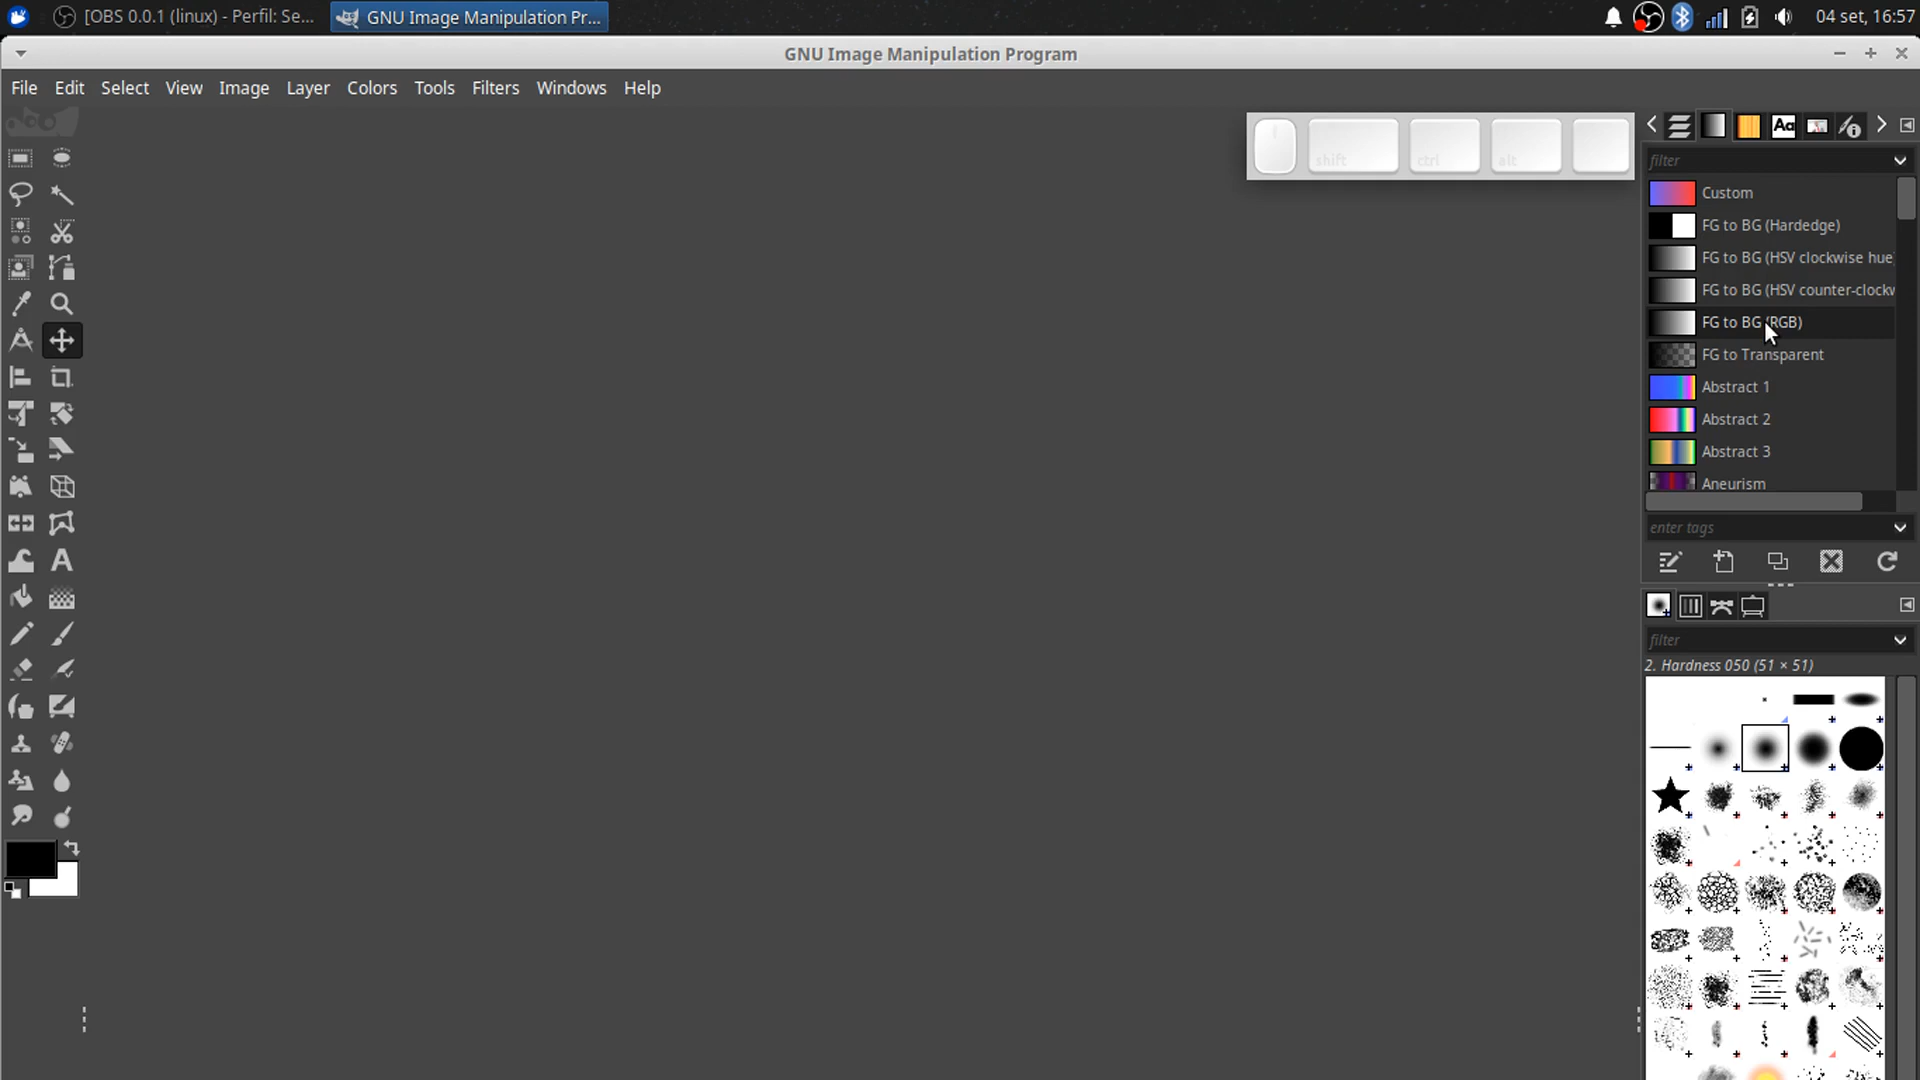 [OBS 0.0.1 (linux) - Perfil: Se...
GNU Image Manipulation Pr...
04 set, 16:57
GNU Image Manipulation Program
File Edit Select View Image Layer Colors Tools Filters Windows Help
shift ctrl alt
Aa
filter
Custom
FG to BG (Hardedge)
FG to BG (HSV clockwise hue
FG to BG (HSV counter-clockw
FG to BG (RGB)
FG to Transparent
Abstract 1
Abstract 2
Abstract 3
Aneurism
enter tags
filter
2. Hardness 050 (51 × 51)